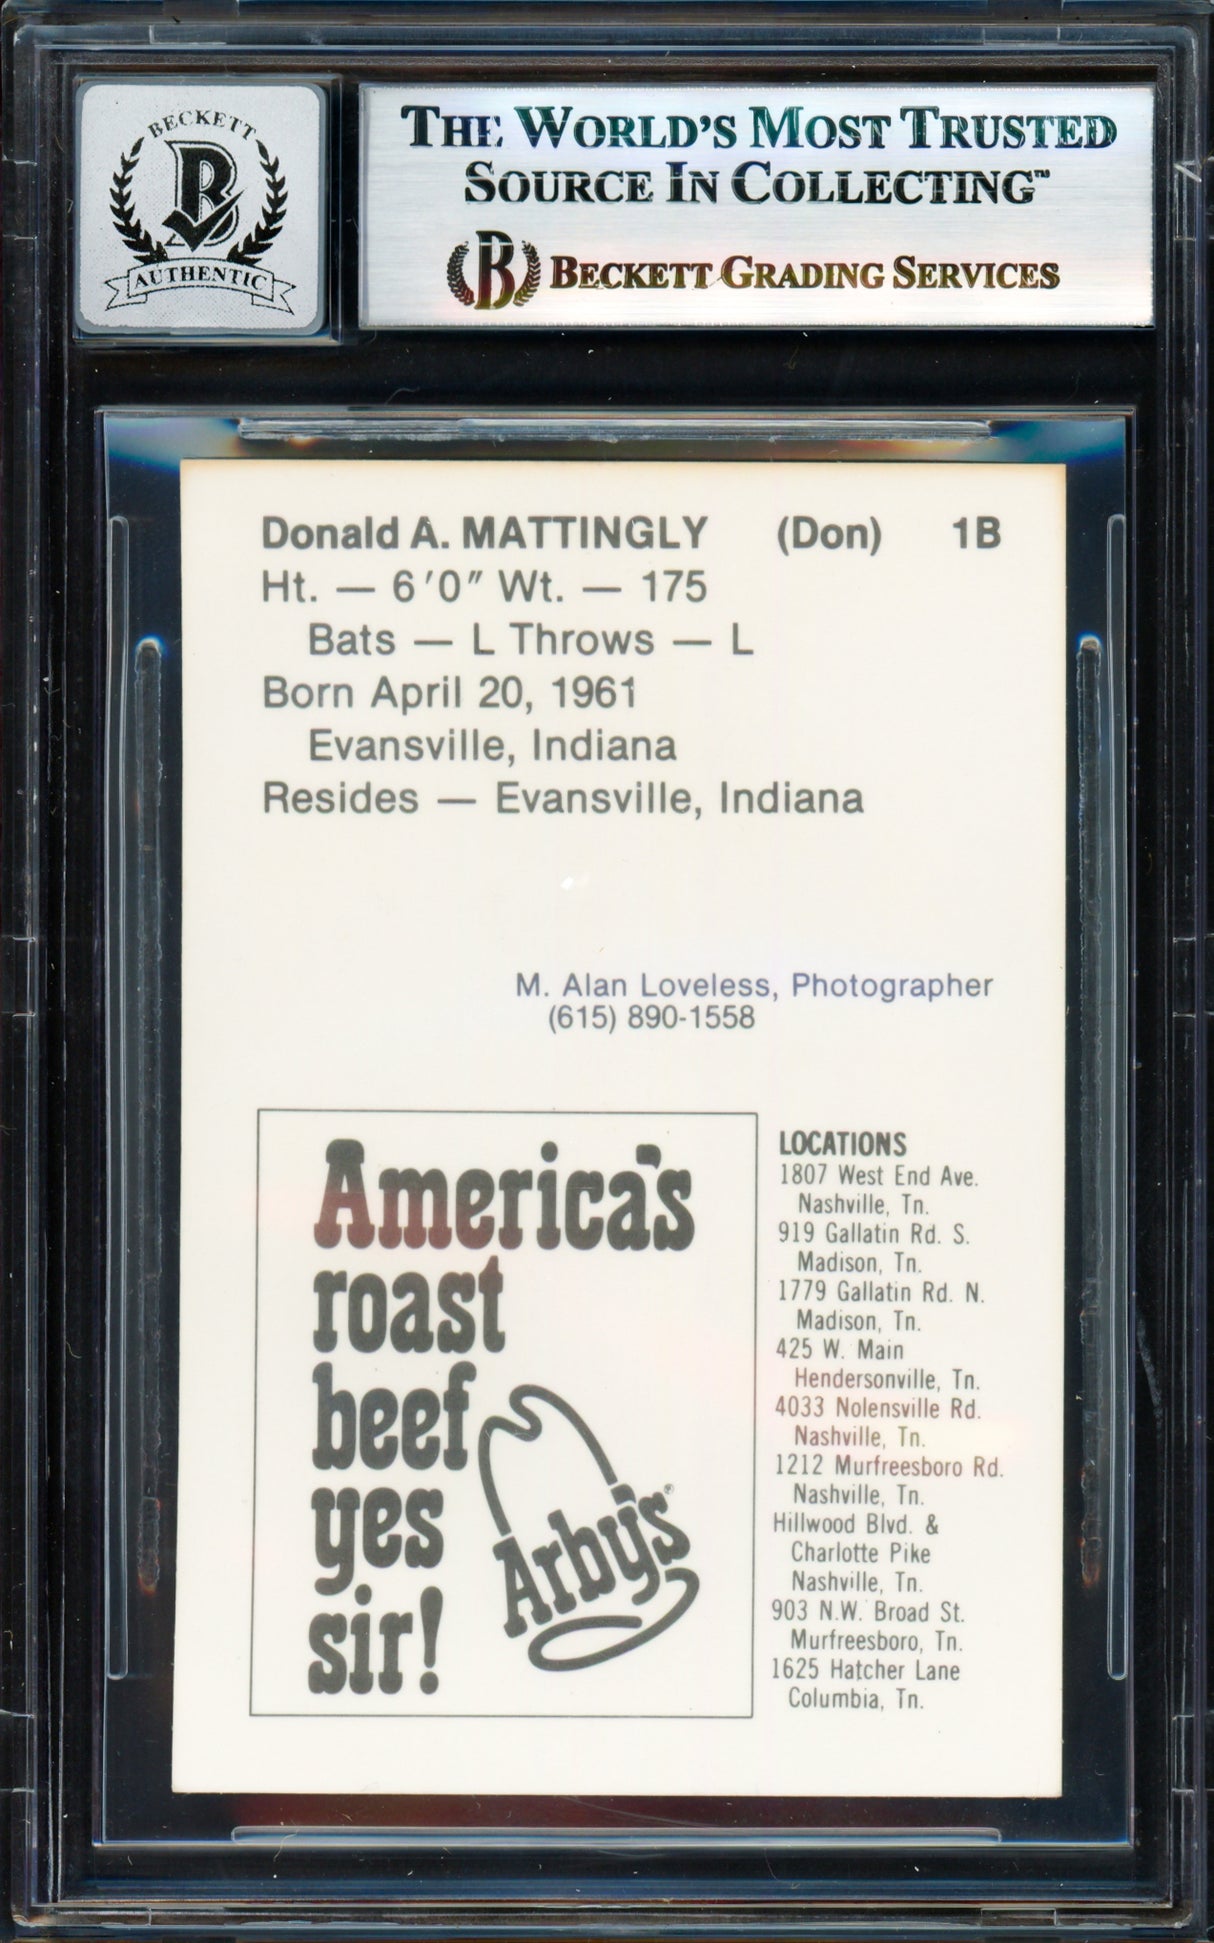 BECKETT
B
AUTHENTIC
THE WORLD'S MOST TRUSTED
SOURCE IN COLLECTING™
B BECKETT GRADING SERVICES
Donald A. MATTINGLY (Don) 1B
Ht. — 6'0" Wt. — 175
Bats — L Throws — L
Born April 20, 1961
Evansville, Indiana
Resides — Evansville, Indiana
M. Alan Loveless, Photographer
(615) 890-1558
America's
roast
beef
yes
sir!
Arby's®
LOCATIONS
1807 West End Ave.
Nashville, Tn.
919 Gallatin Rd. S.
Madison, Tn.
1779 Gallatin Rd. N.
Madison, Tn.
425 W. Main
Hendersonville, Tn.
4033 Nolensville Rd.
Nashville, Tn.
1212 Murfreesboro Rd.
Nashville, Tn.
Hillwood Blvd. &
Charlotte Pike
Nashville, Tn.
903 N.W. Broad St.
Murfreesboro, Tn.
1625 Hatcher Lane
Columbia, Tn.